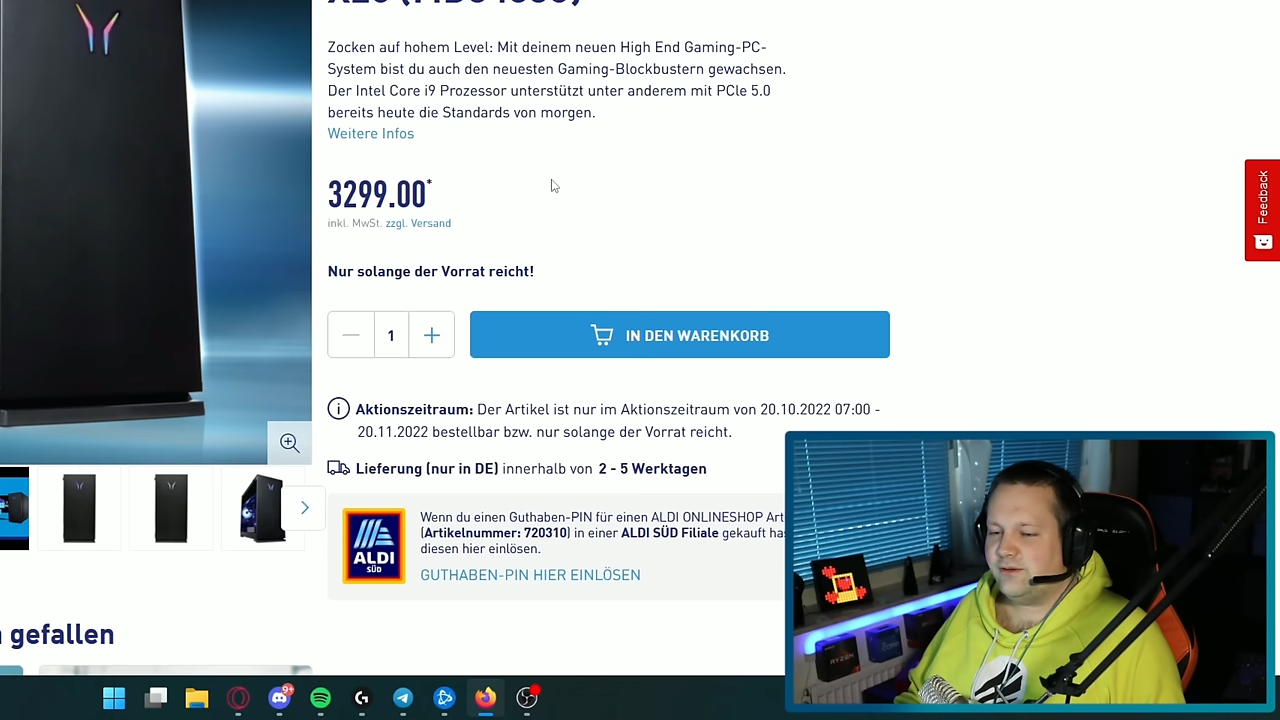 Zocken auf hohem Level: Mit deinem neuen High End Gaming-PC-
System bist du auch den neuesten Gaming-Blockbustern gewachsen.
Der Intel Core i9 Prozessor unterstützt unter anderem mit PCIe 5.0
bereits heute die Standards von morgen.
Weitere Infos
3299.00*
inkl. MwSt. zzgl. Versand
Nur solange der Vorrat reicht!
1
IN DEN WARENKORB
Feedback
Aktionszeitraum: Der Artikel ist nur im Aktionszeitraum von 20.10.2022 07:00 -
20.11.2022 bestellbar bzw. nur solange der Vorrat reicht.
Lieferung (nur in DE) innerhalb von 2 - 5 Werktagen
ALDI
SÜD
Wenn du einen Guthaben-PIN für einen ALDI ONLINESHOP Art
(Artikelnummer: 720310) in einer ALDI SÜD Filiale gekauft ha
diesen hier einlösen.
GUTHABEN-PIN HIER EINLÖSEN
gefallen
9+
RYZEN